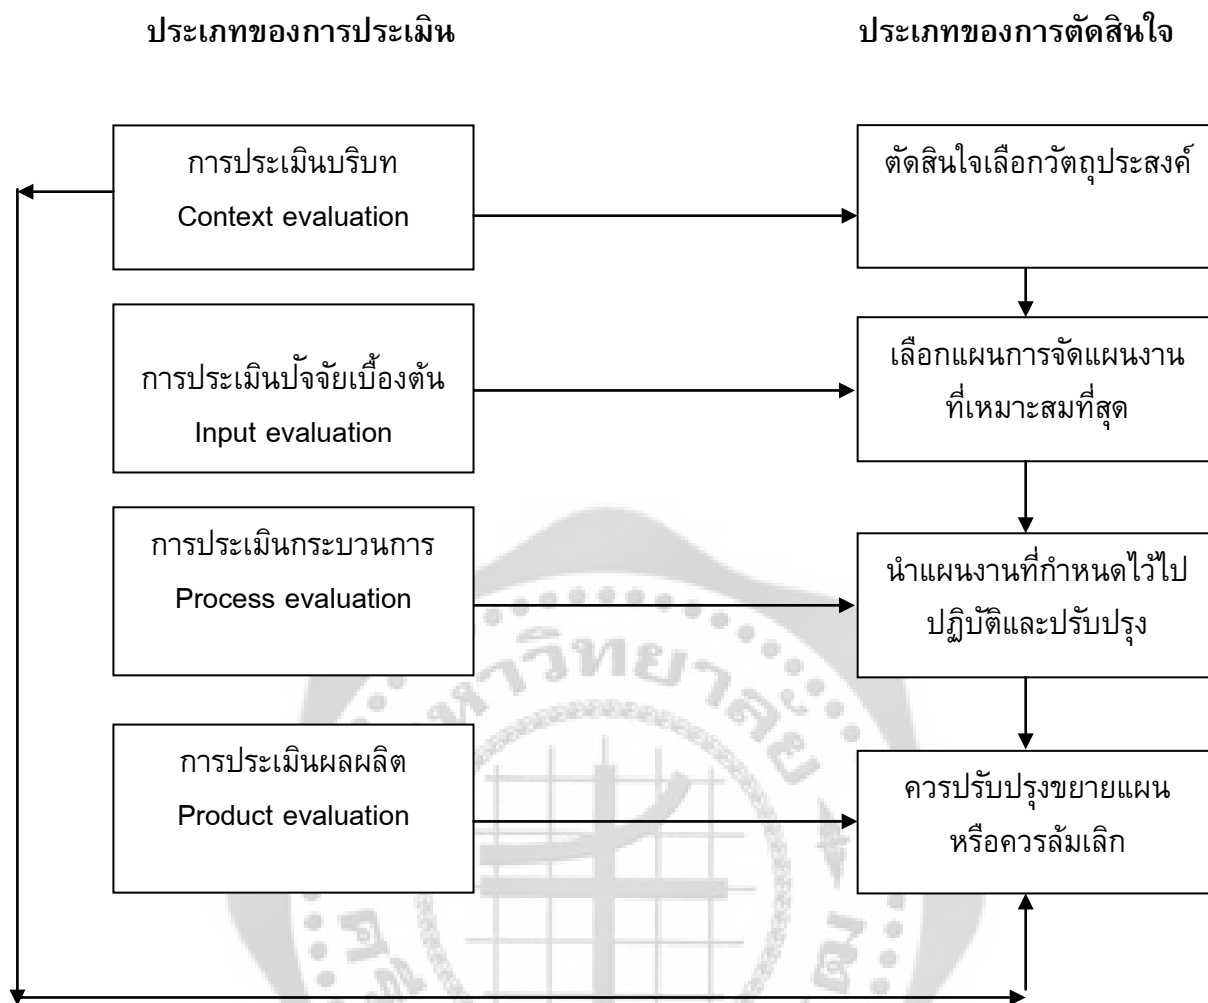 ประเภทของการประเมิน
ประเภทของการตัดสินใจ
การประเมินบริบท
Context evaluation
ตัดสินใจเลือกวัตถุประสงค์
การประเมินปัจจัยเบื้องต้น
Input evaluation
เลือกแผนการจัดแผนงาน
ที่เหมาะสมที่สุด
การประเมินกระบวนการ
Process evaluation
นำแผนงานที่กำหนดไว้ไป
ปฏิบัติและปรับปรุง
การประเมินผลผลิต
Product evaluation
ควรปรับปรุงขยายแผน
หรือควรล้มเลิก